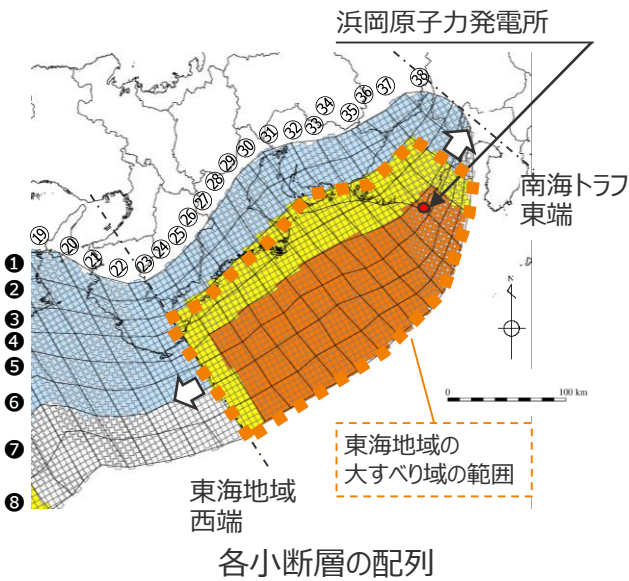 浜岡原子力発電所
㊳
㊲
㊱
㉟
㉞
㉝
㉜
㉛
㉚
㉙
㉘
㉗
㉖
㉕
㉔
㉓
㉒
㉑
⑳
⑲
南海トラフ
東端
❶
❷
❸
❹
❺
❻
❼
❽
N
0 100 km
東海地域の
大すべり域の範囲
東海地域
西端
各小断層の配列